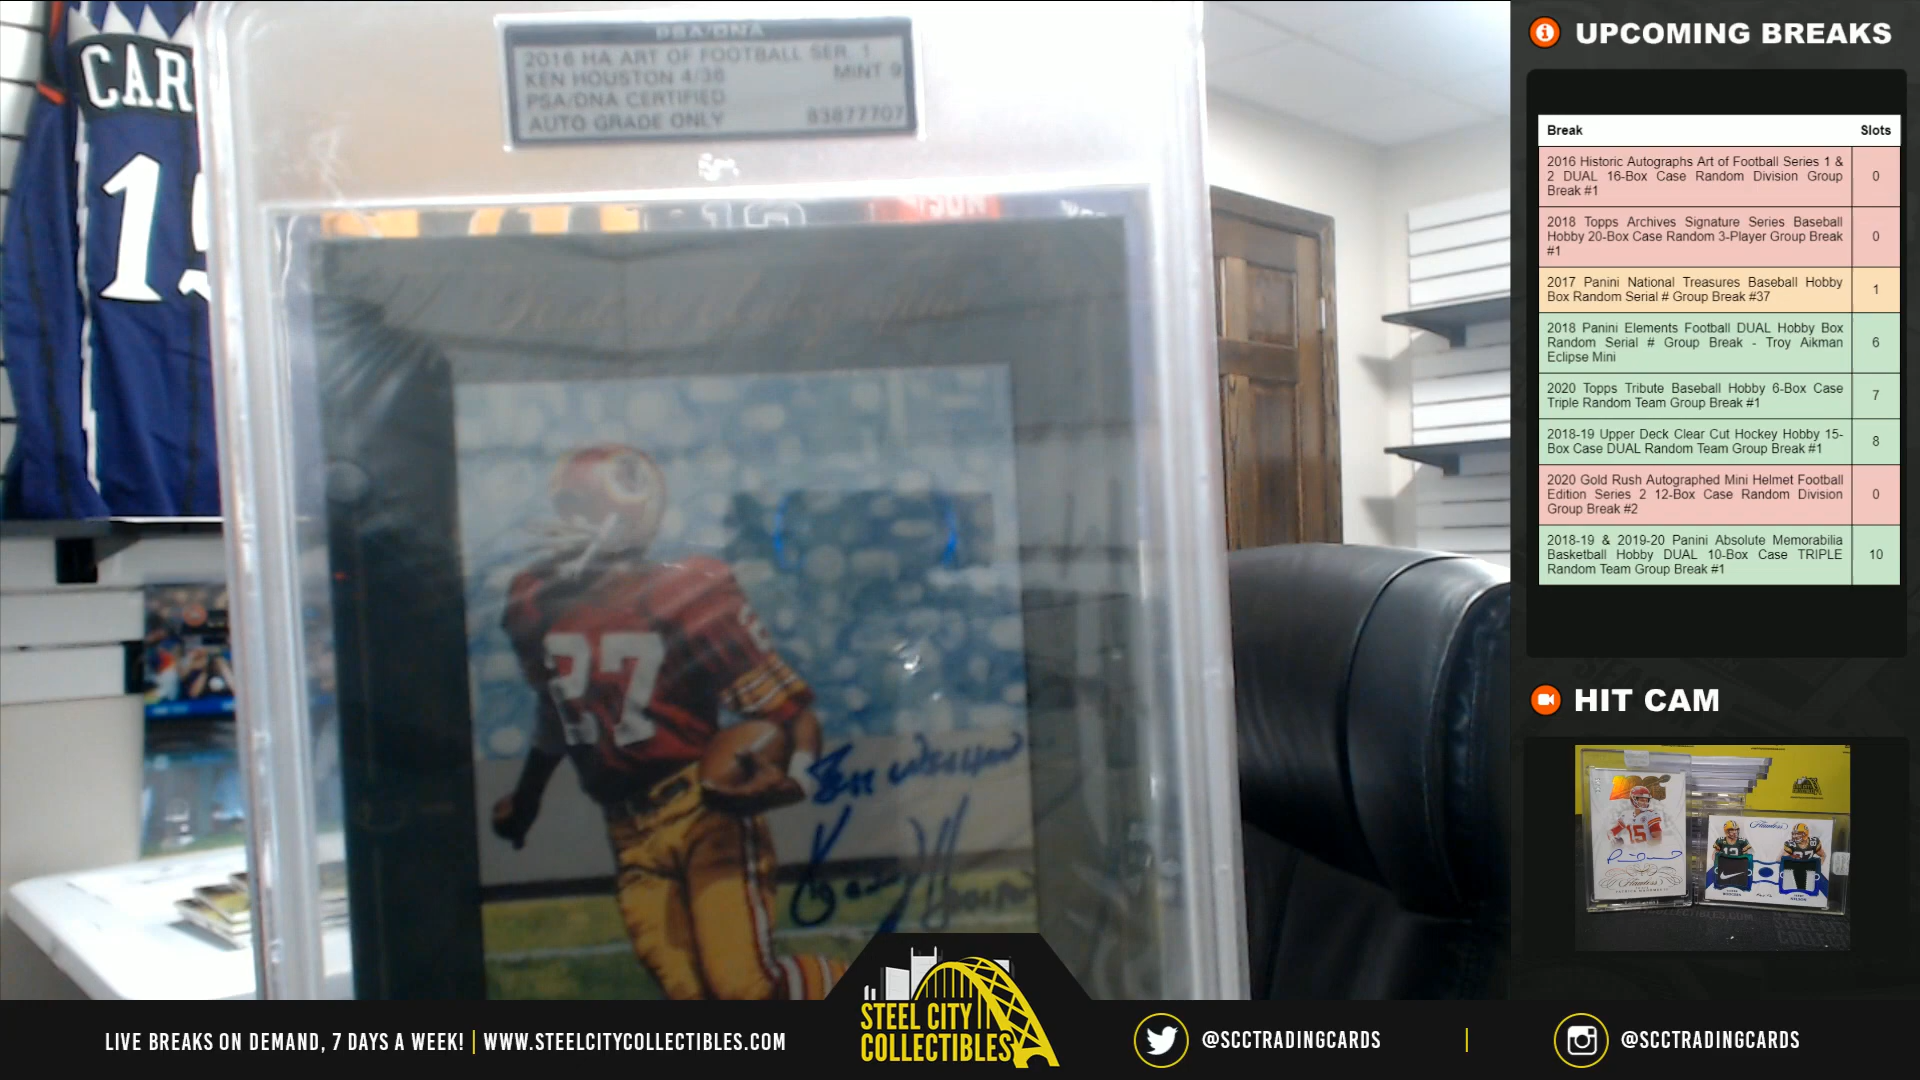 CAR
15
PSA/DNA
2016 HA ART OF FOOTBALL SER. 1
KEN HOUSTON 4/36 MINT 9
PSA/DNA CERTIFIED
AUTO GRADE ONLY 83877707
27
Ken Houston
UPCOMING BREAKS
Break Slots
2016 Historic Autographs Art of Football Series 1 &
2 DUAL 16-Box Case Random Division Group
Break #1
0
2018 Topps Archives Signature Series Baseball
Hobby 20-Box Case Random 3-Player Group Break
#1
0
2017 Panini National Treasures Baseball Hobby
Box Random Serial # Group Break #37
1
2018 Panini Elements Football DUAL Hobby Box
Random Serial # Group Break - Troy Aikman
Eclipse Mini
6
2020 Topps Tribute Baseball Hobby 6-Box Case
Triple Random Team Group Break #1
7
2018-19 Upper Deck Clear Cut Hockey Hobby 15-
Box Case DUAL Random Team Group Break #1
8
2020 Gold Rush Autographed Mini Helmet Football
Edition Series 2 12-Box Case Random Division
Group Break #2
0
2018-19 & 2019-20 Panini Absolute Memorabilia
Basketball Hobby DUAL 10-Box Case TRIPLE
Random Team Group Break #1
10
HIT CAM
15
Flawless
Flawless
LIVE BREAKS ON DEMAND, 7 DAYS A WEEK! | WWW.STEELCITYCOLLECTIBLES.COM
STEEL CITY
COLLECTIBLES
@SCCTRADINGCARDS | @SCCTRADINGCARDS